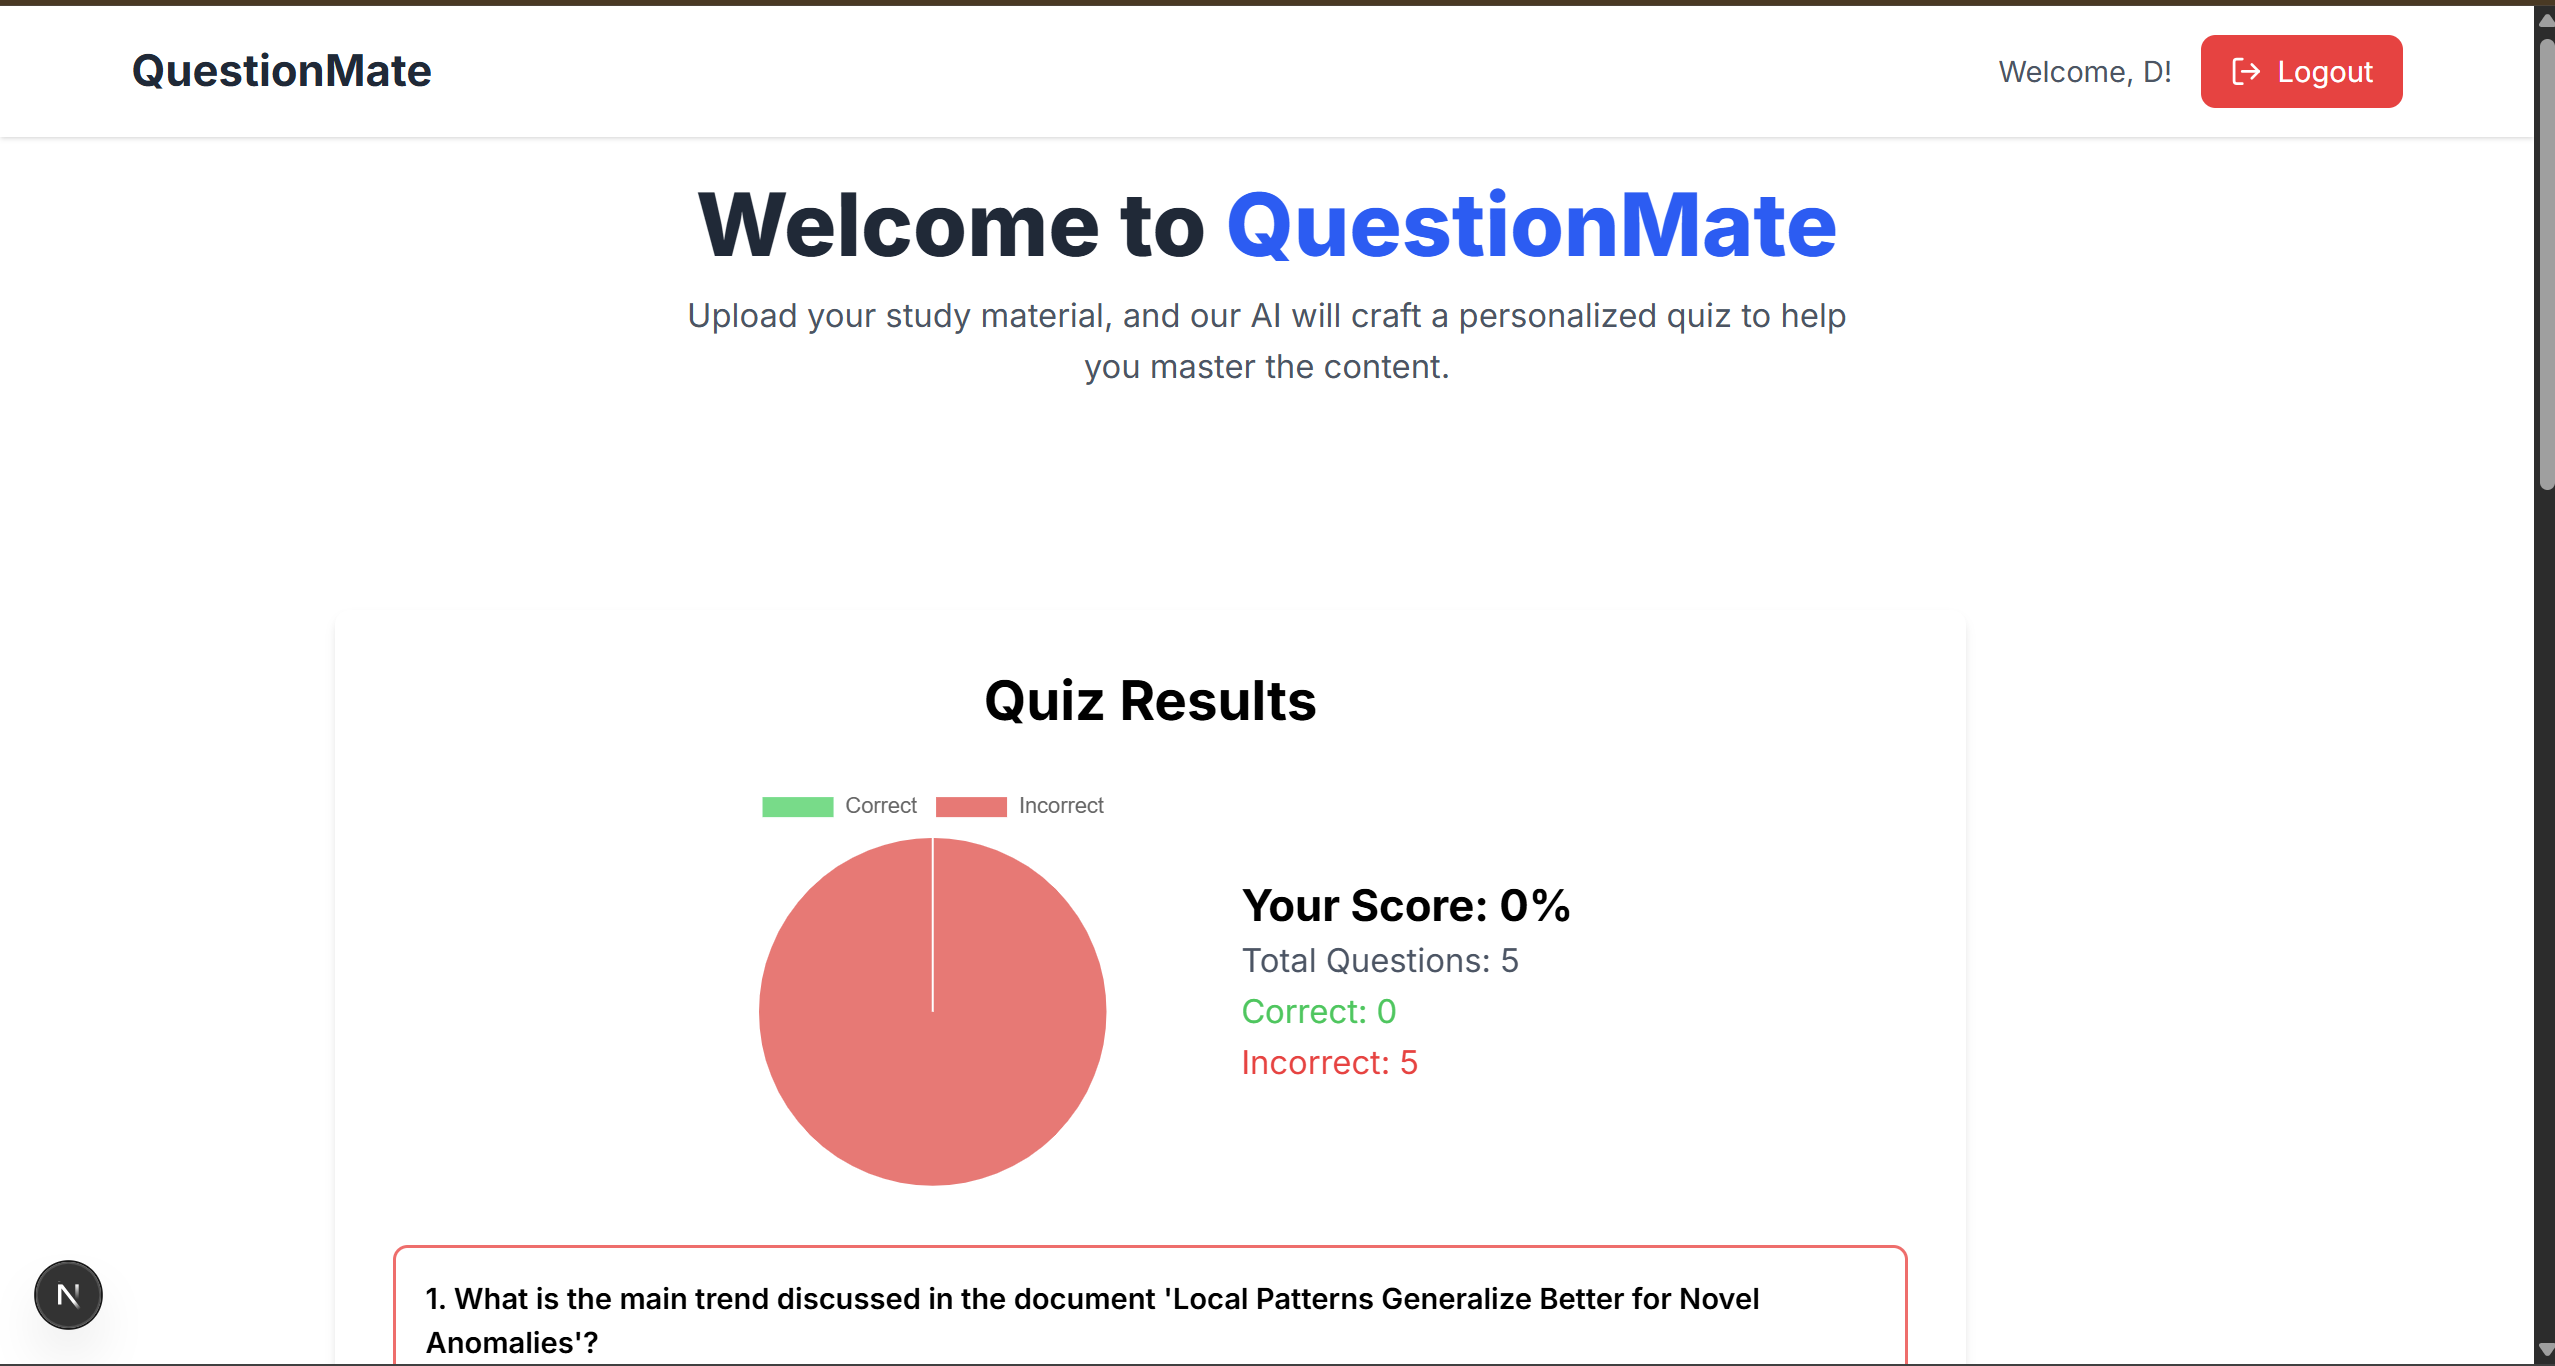 QuestionMate
Welcome, D!
Logout
Welcome to QuestionMate
Upload your study material, and our AI will craft a personalized quiz to help
you master the content.
Quiz Results
Correct
Incorrect
Your Score: 0%
Total Questions: 5
Correct: 0
Incorrect: 5
1. What is the main trend discussed in the document 'Local Patterns Generalize Better for Novel
Anomalies'?
N